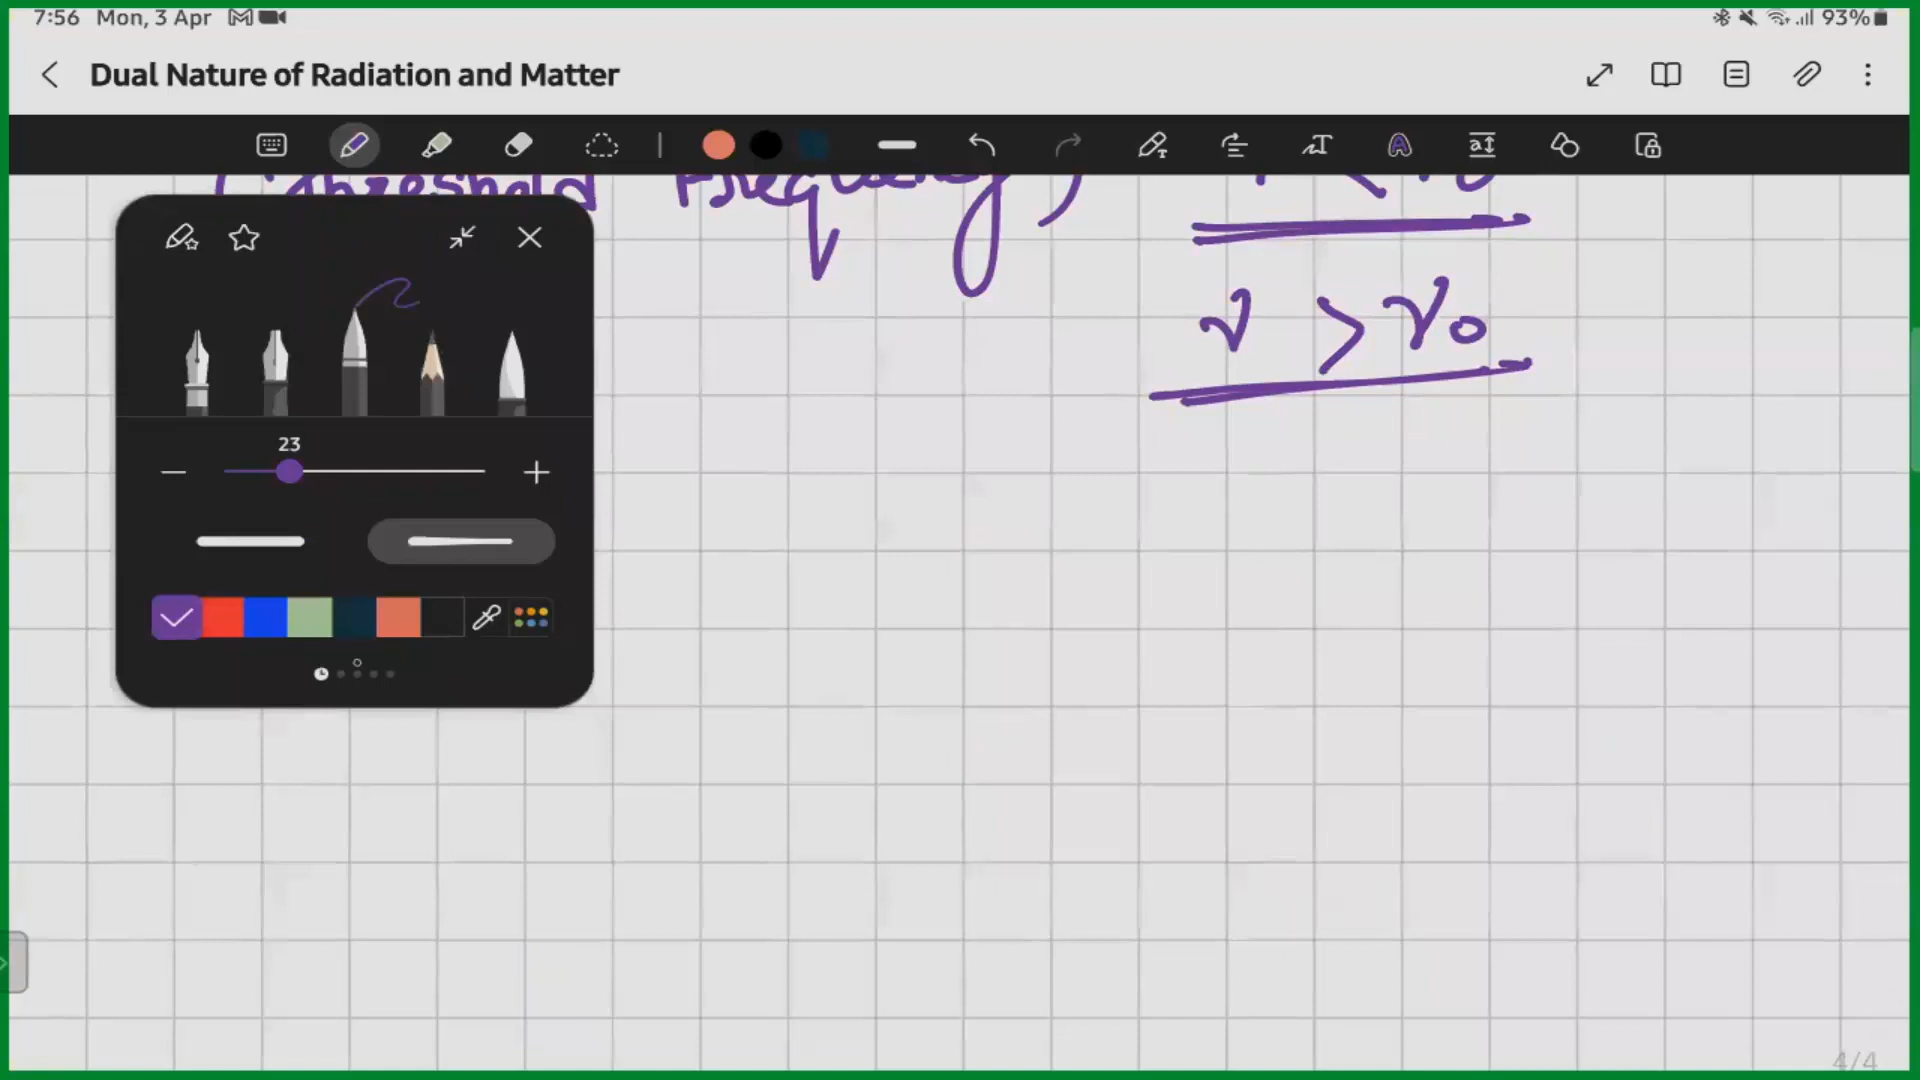 7:56 Mon, 3 Apr 93%
Dual Nature of Radiation and Matter
(Threshold Frequency)
ν > ν₀
23
4/4